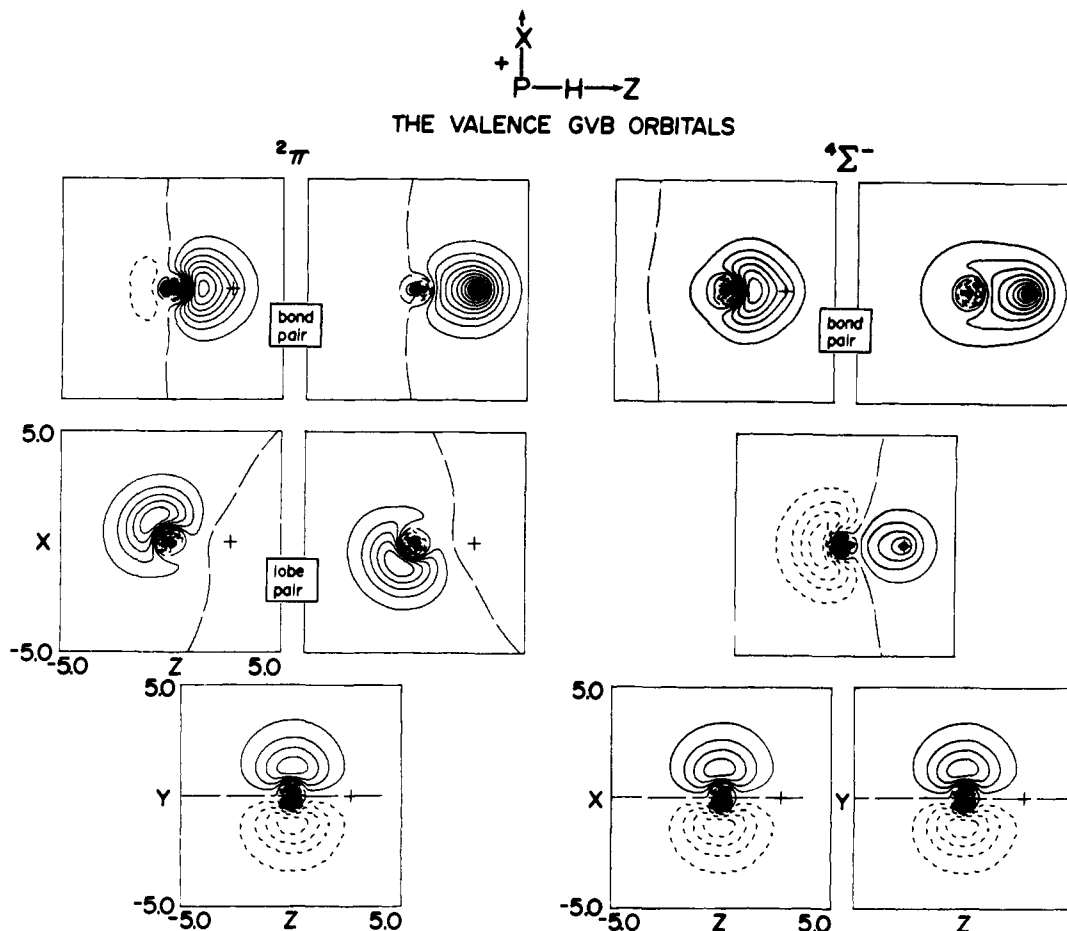 X
+
P—H→Z
THE VALENCE GVB ORBITALS
²π ⁴Σ⁻
bond pair
bond pair
5.0
X
lobe pair
-5.0
-5.0 Z 5.0
5.0 5.0
Y X Y
-5.0 -5.0
-5.0 Z 5.0 -5.0 Z 5.0 Z